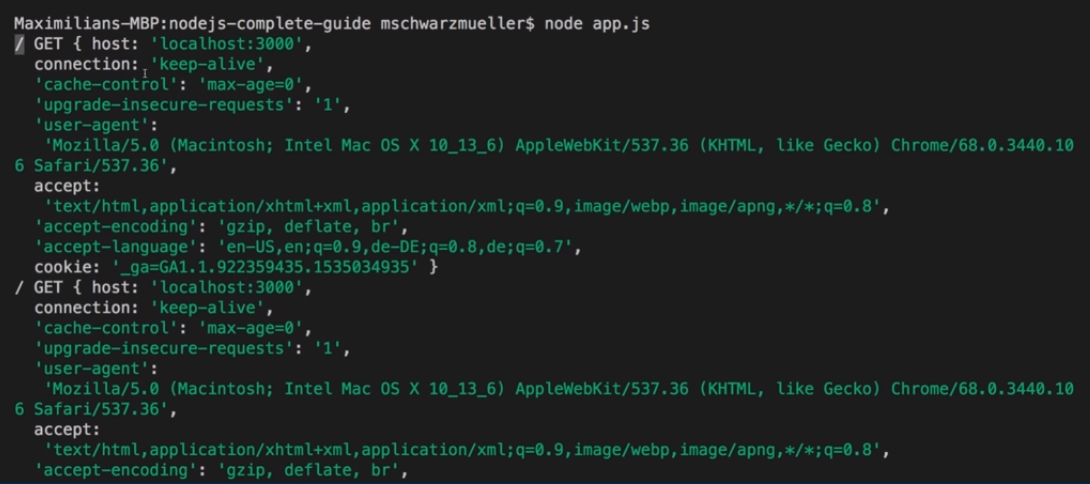 Maximilians-MBP:nodejs-complete-guide mschwarzmueller$ node app.js
/ GET { host: 'localhost:3000',
  connection: 'keep-alive',
  'cache-control': 'max-age=0',
  'upgrade-insecure-requests': '1',
  'user-agent':
   'Mozilla/5.0 (Macintosh; Intel Mac OS X 10_13_6) AppleWebKit/537.36 (KHTML, like Gecko) Chrome/68.0.3440.10
6 Safari/537.36',
  accept:
   'text/html,application/xhtml+xml,application/xml;q=0.9,image/webp,image/apng,*/*;q=0.8',
  'accept-encoding': 'gzip, deflate, br',
  'accept-language': 'en-US,en;q=0.9,de-DE;q=0.8,de;q=0.7',
  cookie: '_ga=GA1.1.922359435.1535034935' }
/ GET { host: 'localhost:3000',
  connection: 'keep-alive',
  'cache-control': 'max-age=0',
  'upgrade-insecure-requests': '1',
  'user-agent':
   'Mozilla/5.0 (Macintosh; Intel Mac OS X 10_13_6) AppleWebKit/537.36 (KHTML, like Gecko) Chrome/68.0.3440.10
6 Safari/537.36',
  accept:
   'text/html,application/xhtml+xml,application/xml;q=0.9,image/webp,image/apng,*/*;q=0.8',
  'accept-encoding': 'gzip, deflate, br',